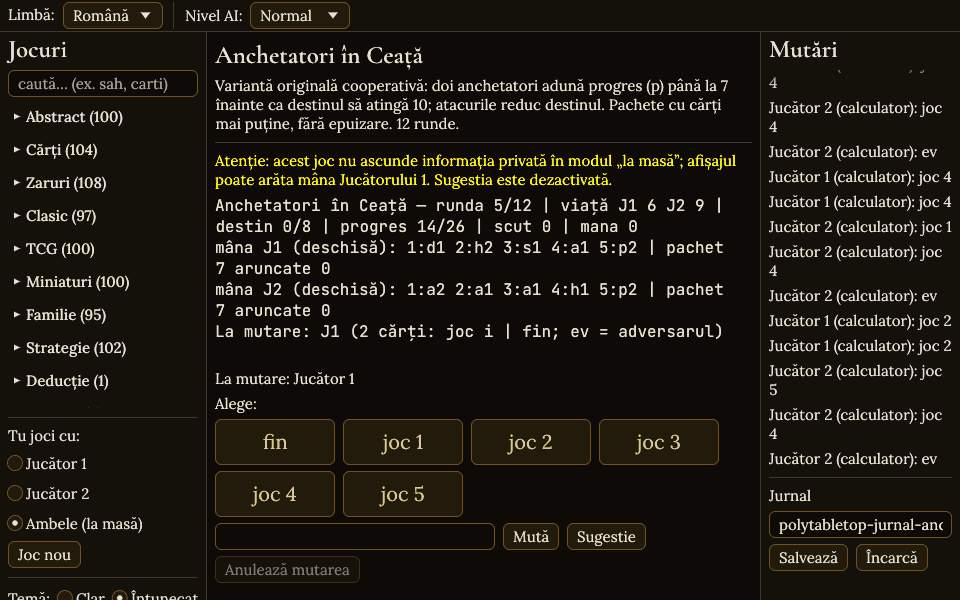 Limbă: Română ▼ Nivel AI: Normal ▼
Jocuri
caută... (ex. sah, carti)
▸ Abstract (100)
▸ Cărți (104)
▸ Zaruri (108)
▸ Clasic (97)
▸ TCG (100)
▸ Miniaturi (100)
▸ Familie (95)
▸ Strategie (102)
▸ Deducție (1)
Tu joci cu:
Jucător 1
Jucător 2
Ambele (la masă)
Joc nou
Temă: Clar Întunecat
Anchetatori în Ceață
Variantă originală cooperativă: doi anchetatori adună progres (p) până la 7
înainte ca destinul să atingă 10; atacurile reduc destinul. Pachete cu cărți
mai puține, fără epuizare. 12 runde.
Atenție: acest joc nu ascunde informația privată în modul „la masă”; afișajul
poate arăta mâna Jucătorului 1. Sugestia este dezactivată.
Anchetatori în Ceață — runda 5/12 | viață J1 6 J2 9 |
destin 0/8 | progres 14/26 | scut 0 | mana 0
mâna J1 (deschisă): 1:d1 2:h2 3:s1 4:a1 5:p2 | pachet
7 aruncate 0
mâna J2 (deschisă): 1:a2 2:a1 3:a1 4:h1 5:p2 | pachet
7 aruncate 0
La mutare: J1 (2 cărți: joc i | fin; ev = adversarul)
La mutare: Jucător 1
Alege:
fin joc 1 joc 2 joc 3
joc 4 joc 5
Mută Sugestie
Anulează mutarea
Mutări
4
Jucător 2 (calculator): joc
4
Jucător 2 (calculator): ev
Jucător 1 (calculator): joc 4
Jucător 1 (calculator): joc 4
Jucător 2 (calculator): joc 1
Jucător 2 (calculator): joc
4
Jucător 2 (calculator): ev
Jucător 1 (calculator): joc 2
Jucător 1 (calculator): joc 2
Jucător 2 (calculator): joc
5
Jucător 2 (calculator): joc
4
Jucător 2 (calculator): ev
Jurnal
polytabletop-jurnal-anc
Salvează Încarcă